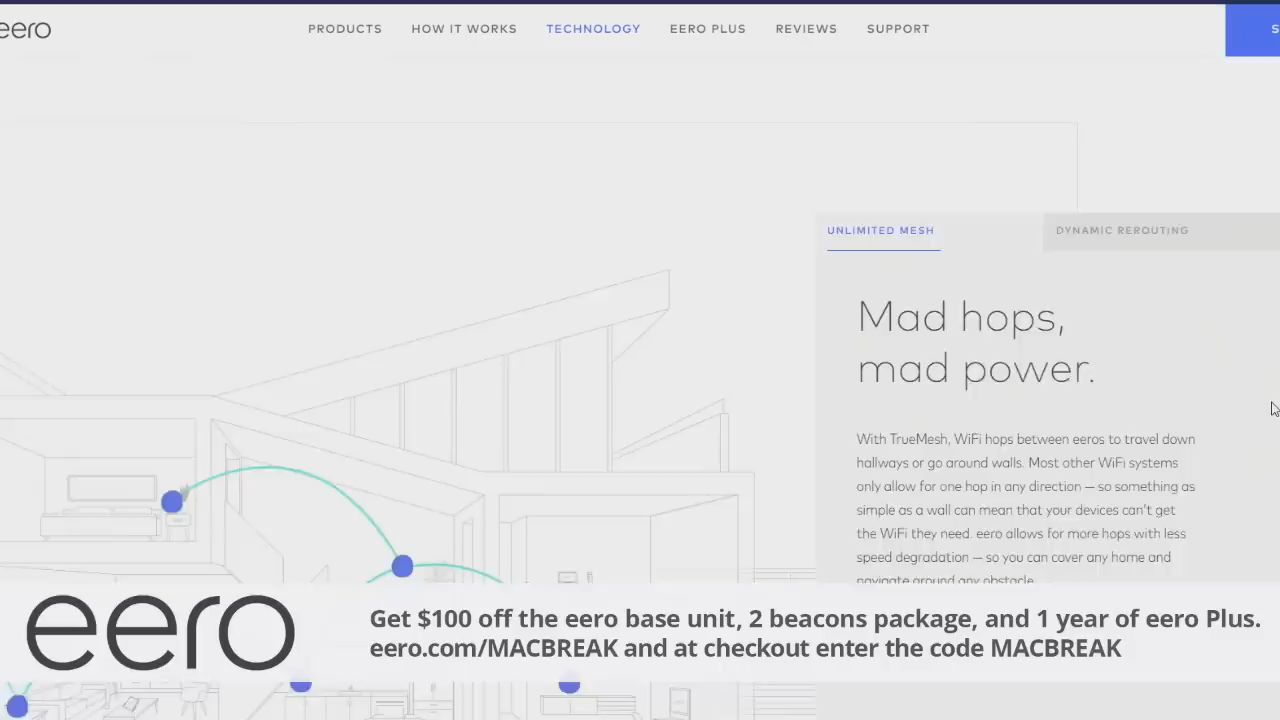 eero
PRODUCTS HOW IT WORKS TECHNOLOGY EERO PLUS REVIEWS SUPPORT
S
UNLIMITED MESH
DYNAMIC REROUTING
Mad hops,
mad power.
With TrueMesh, WiFi hops between eeros to travel down
hallways or go around walls. Most other WiFi systems
only allow for one hop in any direction — so something as
simple as a wall can mean that your devices can't get
the WiFi they need. eero allows for more hops with less
speed degradation — so you can cover any home and
navigate around any obstacle.
eero
Get $100 off the eero base unit, 2 beacons package, and 1 year of eero Plus.
eero.com/MACBREAK and at checkout enter the code MACBREAK